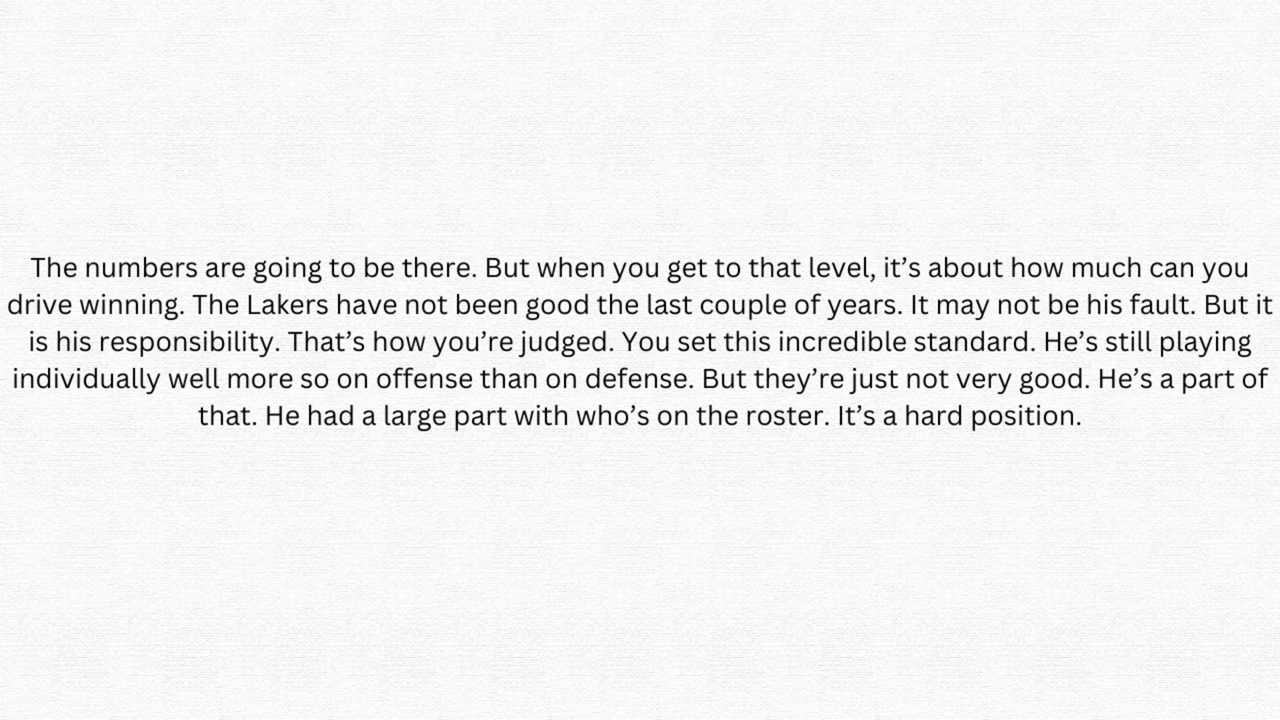 The numbers are going to be there. But when you get to that level, it’s about how much can you
drive winning. The Lakers have not been good the last couple of years. It may not be his fault. But it
is his responsibility. That’s how you’re judged. You set this incredible standard. He’s still playing
individually well more so on offense than on defense. But they’re just not very good. He’s a part of
that. He had a large part with who’s on the roster. It’s a hard position.